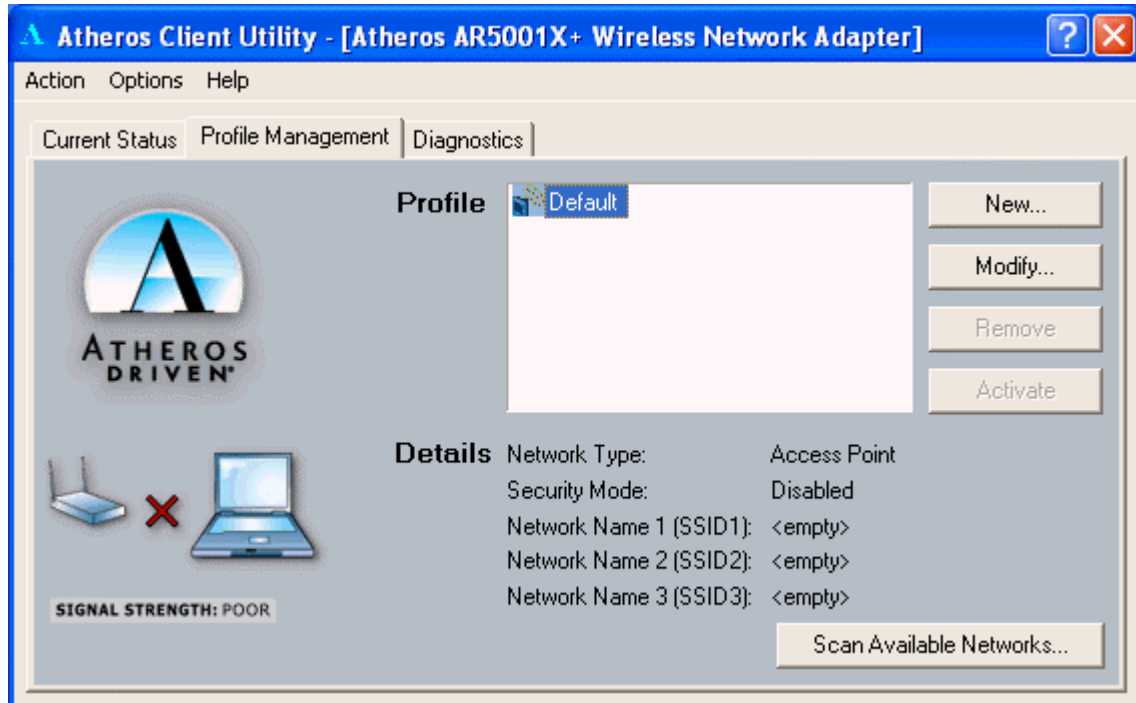 Atheros Client Utility - [Atheros AR5001X+ Wireless Network Adapter]
Action Options Help
Current Status Profile Management Diagnostics
Profile
Default
New...
Modify...
Remove
Activate
ATHEROS
DRIVEN
Details
Network Type: Access Point
Security Mode: Disabled
Network Name 1 (SSID1): <empty>
Network Name 2 (SSID2): <empty>
Network Name 3 (SSID3): <empty>
SIGNAL STRENGTH: POOR
Scan Available Networks...